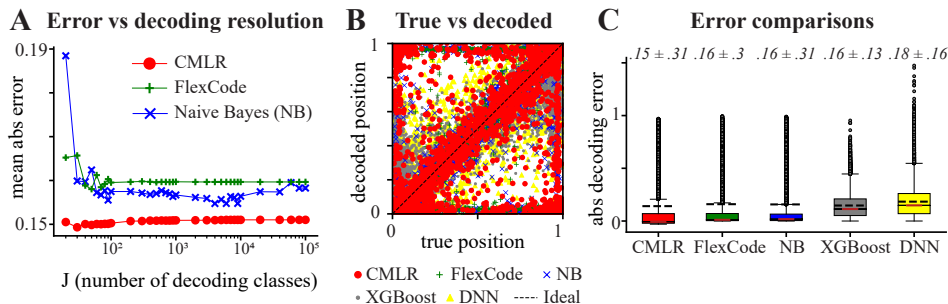 A Error vs decoding resolution
0.19
mean abs error
0.15
CMLR
FlexCode
Naive Bayes (NB)
10² 10³ 10⁴ 10⁵
J (number of decoding classes)
B True vs decoded
1
decoded position
0
0 1
true position
CMLR FlexCode NB
XGBoost DNN Ideal
C Error comparisons
.15 ± .31 .16 ± .3 .16 ± .31 .16 ± .13 .18 ± .16
abs decoding error
1
0
CMLR FlexCode NB XGBoost DNN